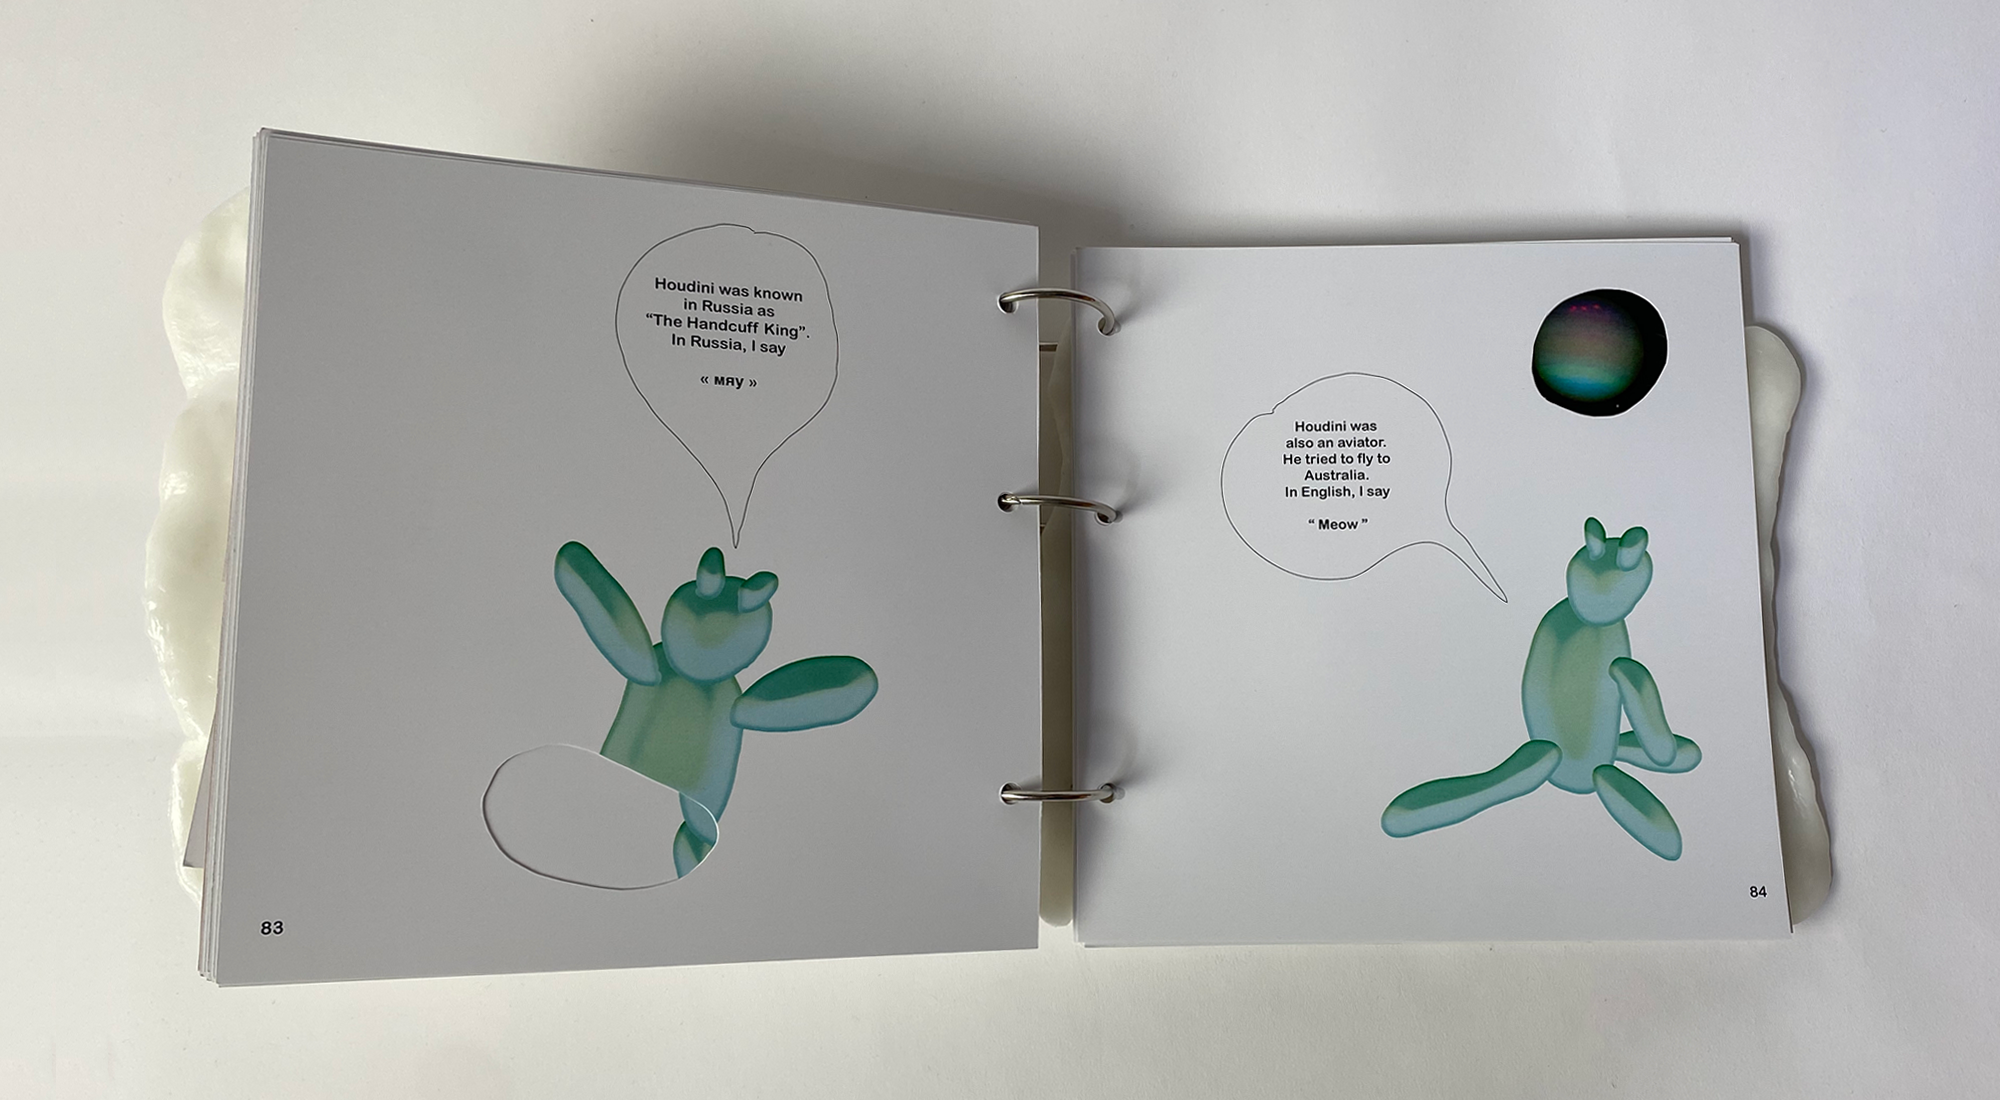 Houdini was known
in Russia as
“The Handcuff King”.
In Russia, I say
« мяу »
83
Houdini was
also an aviator.
He tried to fly to
Australia.
In English, I say
“ Meow ”
84